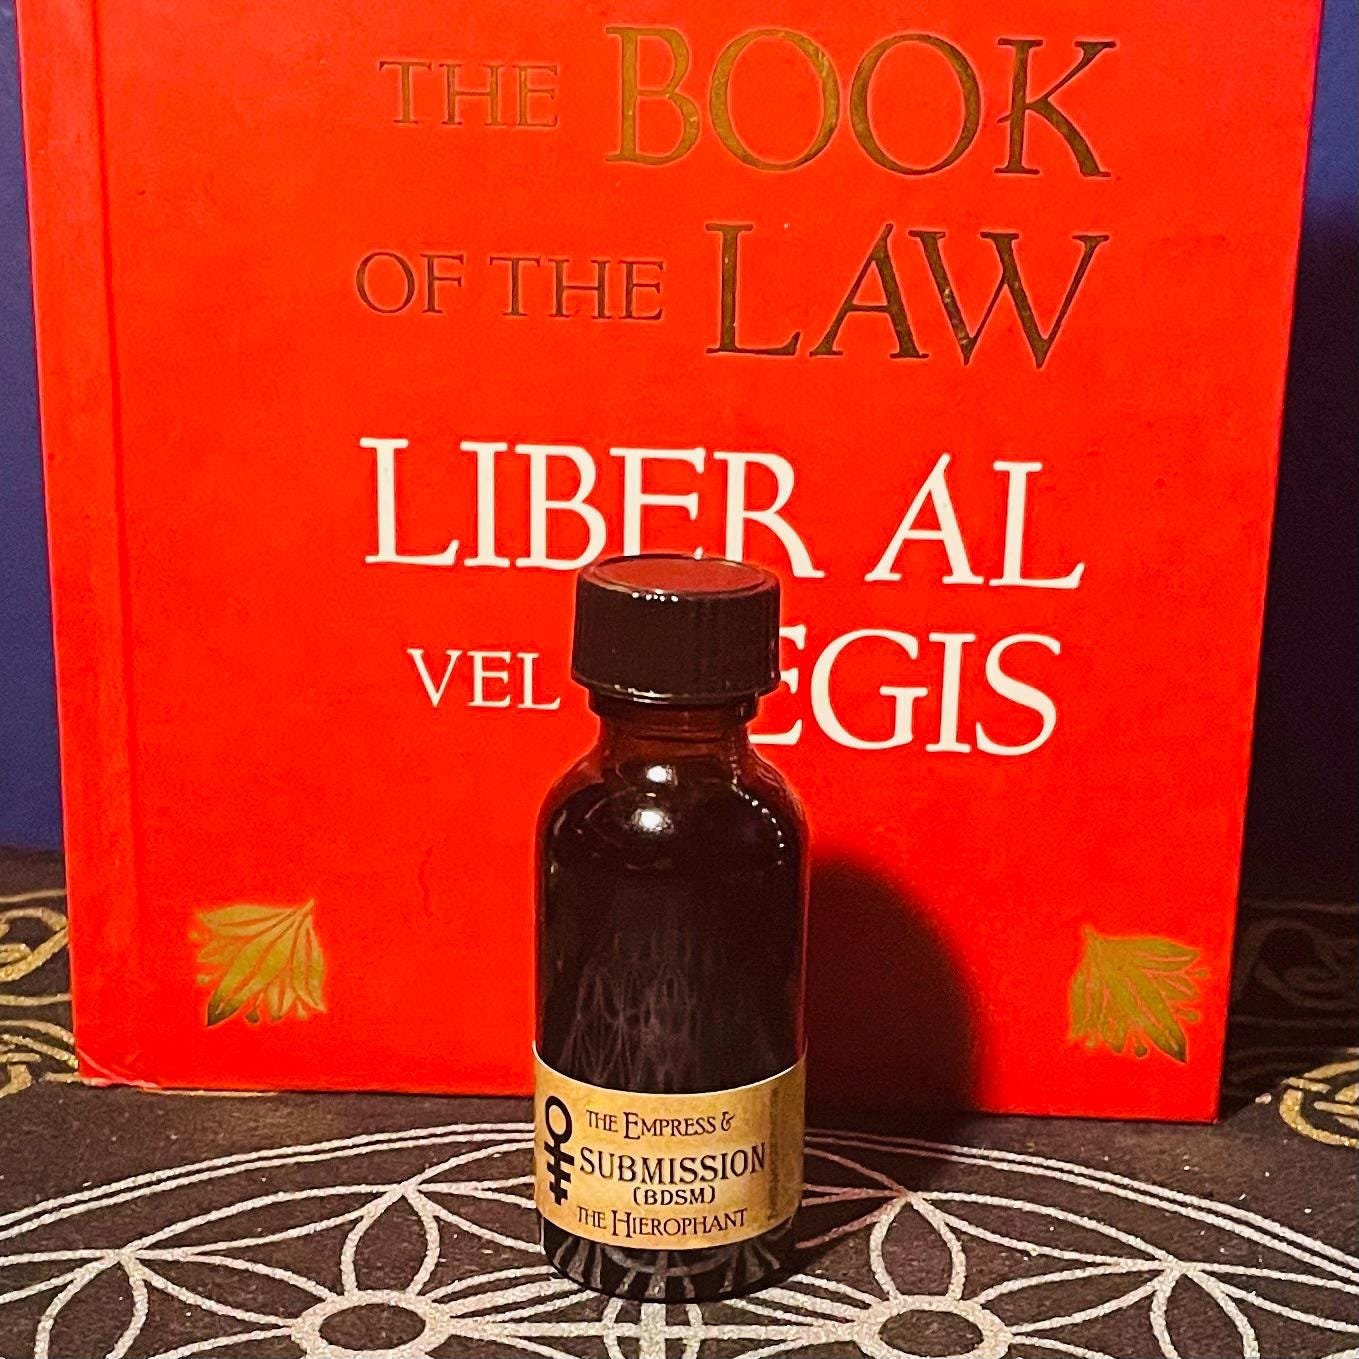 THE BOOK
OF THE LAW
LIBER AL
VEL EGIS
THE EMPRESS &
SUBMISSION
(BDSM)
THE HIEROPHANT